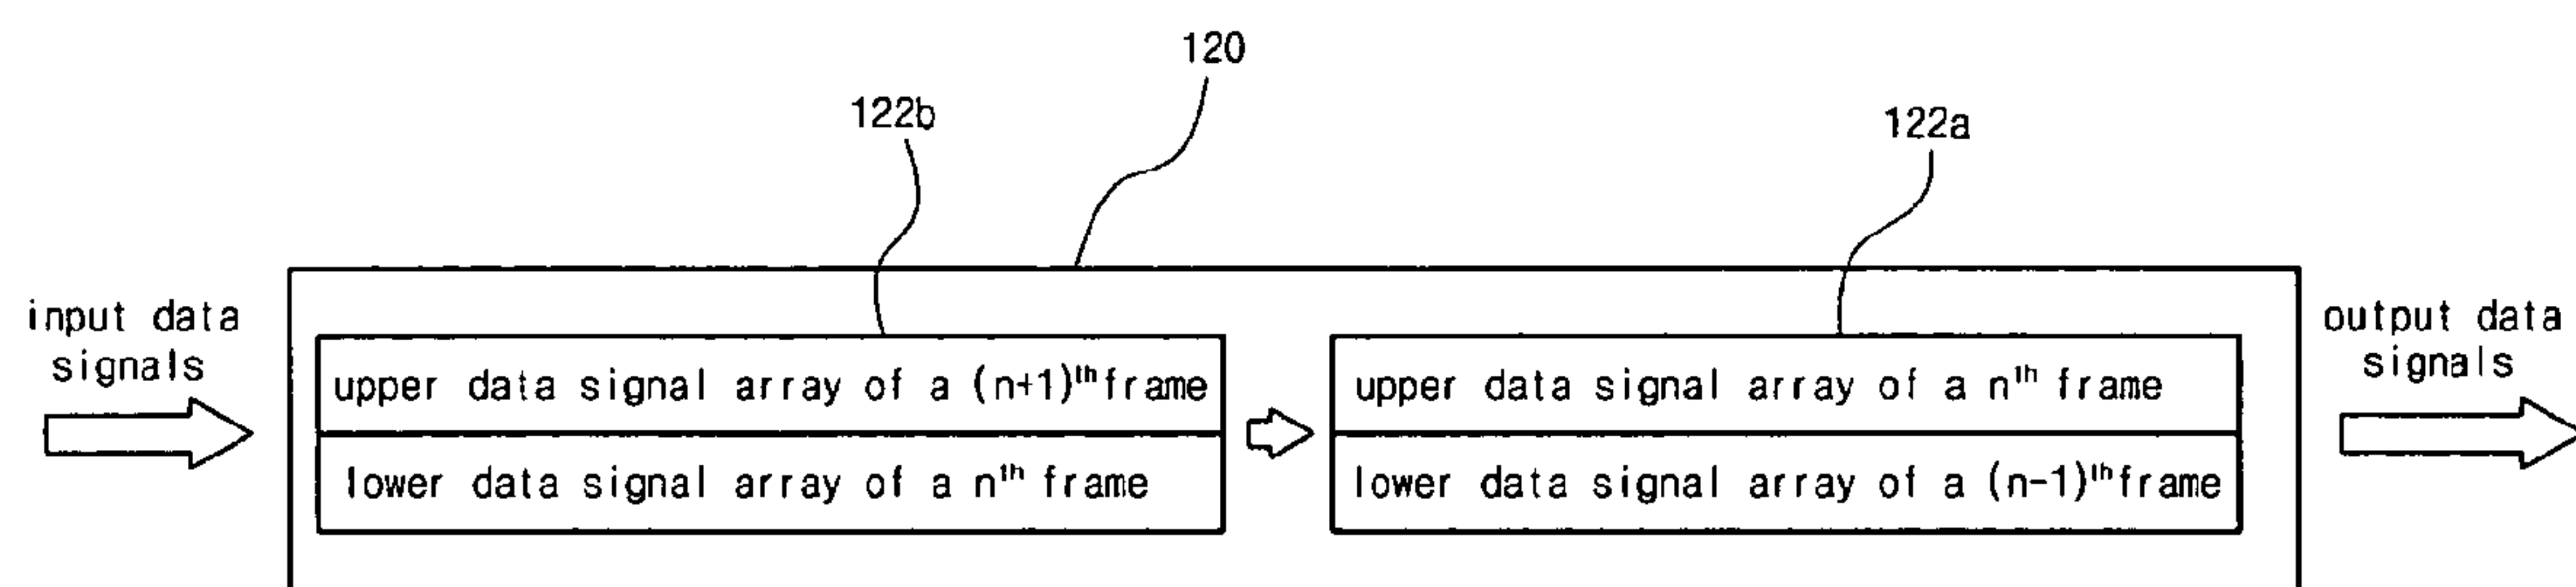 120
122b
122a
input data
signals
upper data signal array of a (n+1)th frame
lower data signal array of a nth frame
upper data signal array of a nth frame
lower data signal array of a (n-1)th frame
output data
signals